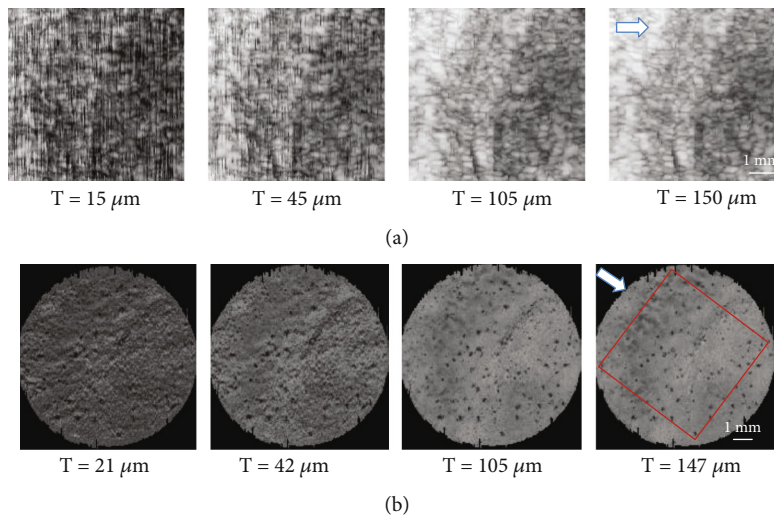 1 mm
T = 15 μm T = 45 μm T = 105 μm T = 150 μm
(a)
1 mm
T = 21 μm T = 42 μm T = 105 μm T = 147 μm
(b)